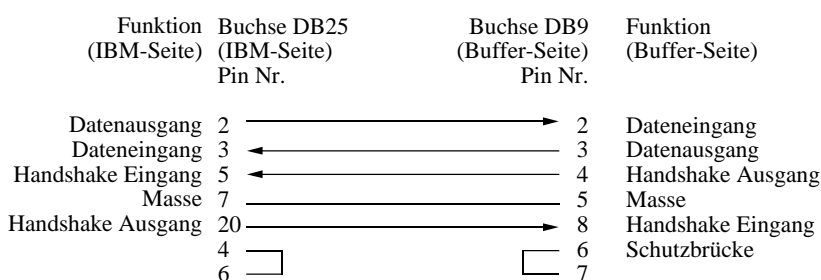 Funktion Buchse DB25 Buchse DB9 Funktion
(IBM-Seite) (IBM-Seite) (Buffer-Seite) (Buffer-Seite)
Pin Nr. Pin Nr.
Datenausgang 2 2 Dateneingang
Dateneingang 3 3 Datenausgang
Handshake Eingang 5 4 Handshake Ausgang
Masse 7 5 Masse
Handshake Ausgang 20 8 Handshake Eingang
4 6 Schutzbrücke
6 7